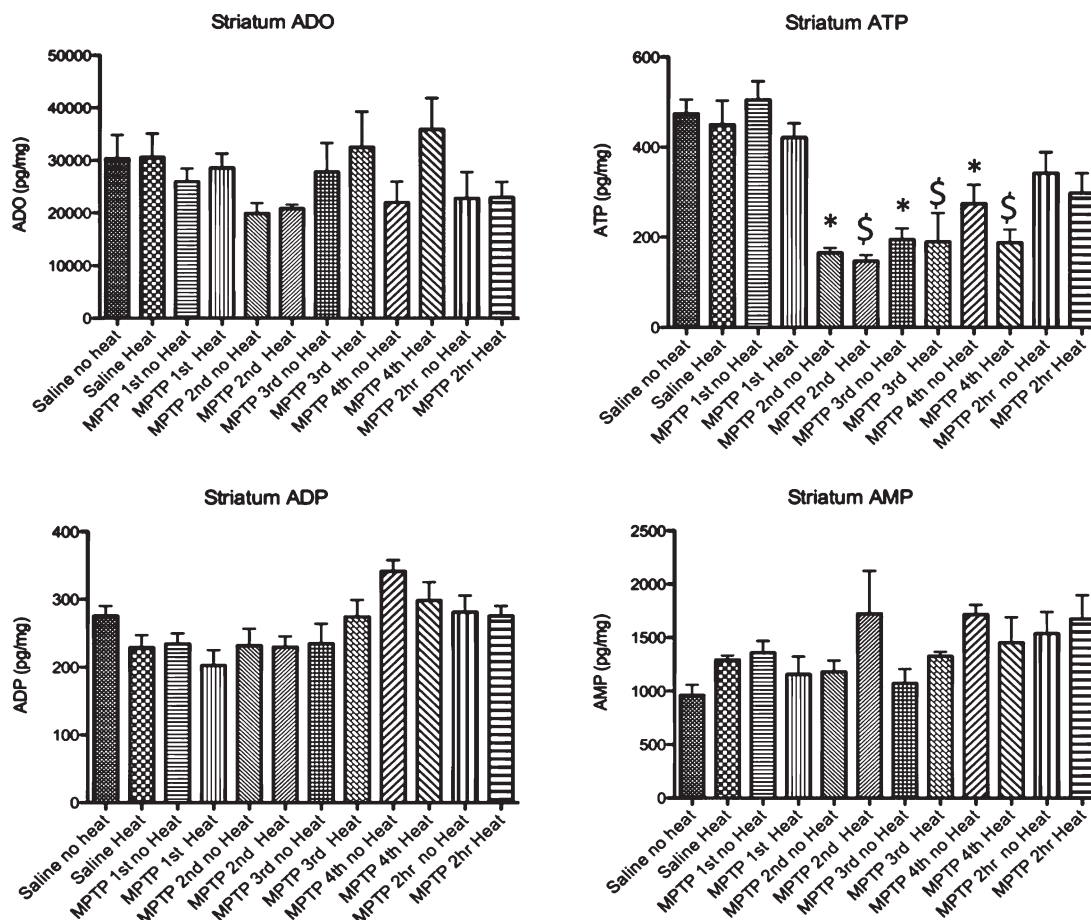 Striatum ADO
50000
40000
30000
20000
10000
0
ADO (pg/mg)
Saline no heat
Saline Heat
MPTP 1st no Heat
MPTP 1st Heat
MPTP 2nd no Heat
MPTP 2nd Heat
MPTP 3rd no Heat
MPTP 3rd Heat
MPTP 4th no Heat
MPTP 4th Heat
MPTP 2hr no Heat
MPTP 2hr Heat
Striatum ATP
600
400
200
0
ATP (pg/mg)
* $ * $ * $
Saline no heat
Saline Heat
MPTP 1st no Heat
MPTP 1st Heat
MPTP 2nd no Heat
MPTP 2nd Heat
MPTP 3rd no Heat
MPTP 3rd Heat
MPTP 4th no Heat
MPTP 4th Heat
MPTP 2hr no Heat
MPTP 2hr Heat
Striatum ADP
400
300
200
100
0
ADP (pg/mg)
Saline no heat
Saline Heat
MPTP 1st no Heat
MPTP 1st Heat
MPTP 2nd no Heat
MPTP 2nd Heat
MPTP 3rd no Heat
MPTP 3rd Heat
MPTP 4th no Heat
MPTP 4th Heat
MPTP 2hr no Heat
MPTP 2hr Heat
Striatum AMP
2500
2000
1500
1000
500
0
AMP (pg/mg)
Saline no heat
Saline Heat
MPTP 1st no Heat
MPTP 1st Heat
MPTP 2nd no Heat
MPTP 2nd Heat
MPTP 3rd no Heat
MPTP 3rd Heat
MPTP 4th no Heat
MPTP 4th Heat
MPTP 2hr no Heat
MPTP 2hr Heat